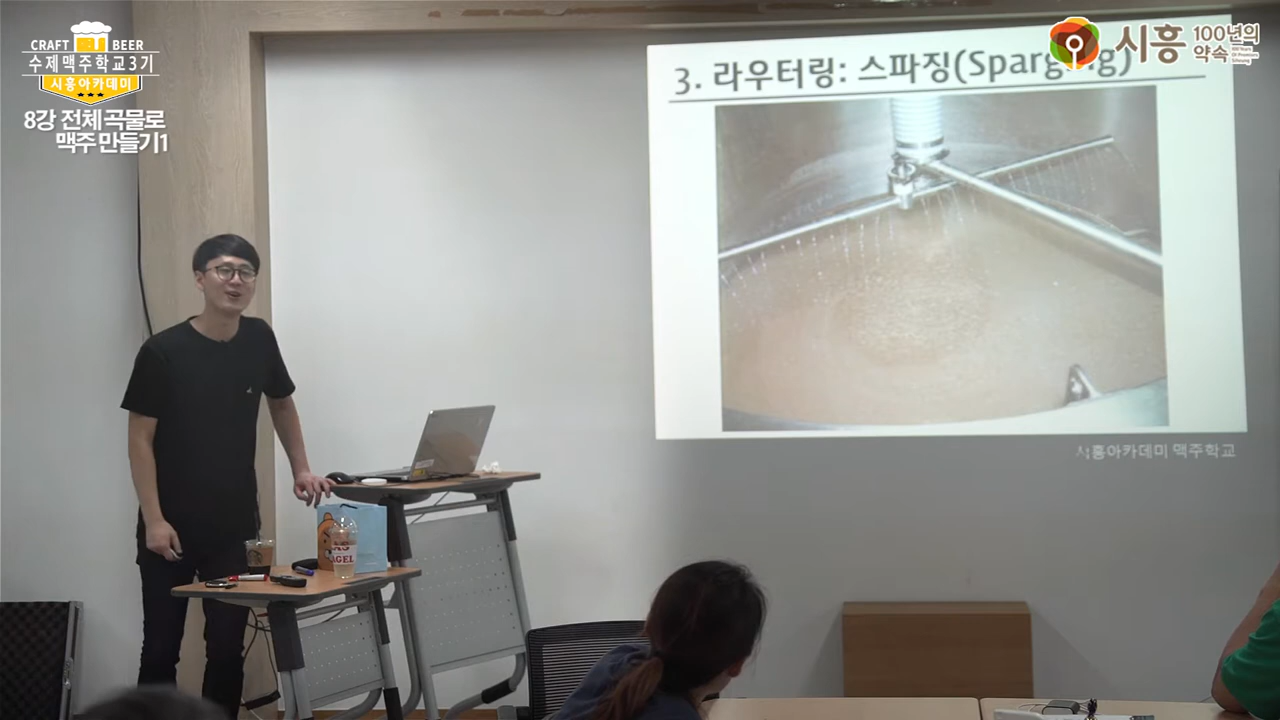 CRAFT BEER
수제맥주학교3기
시흥아카데미
8강 전체곡물로
맥주만들기1
시흥
100년의
약속
3. 라우터링: 스파징(Sparging)
시흥아카데미 맥주학교